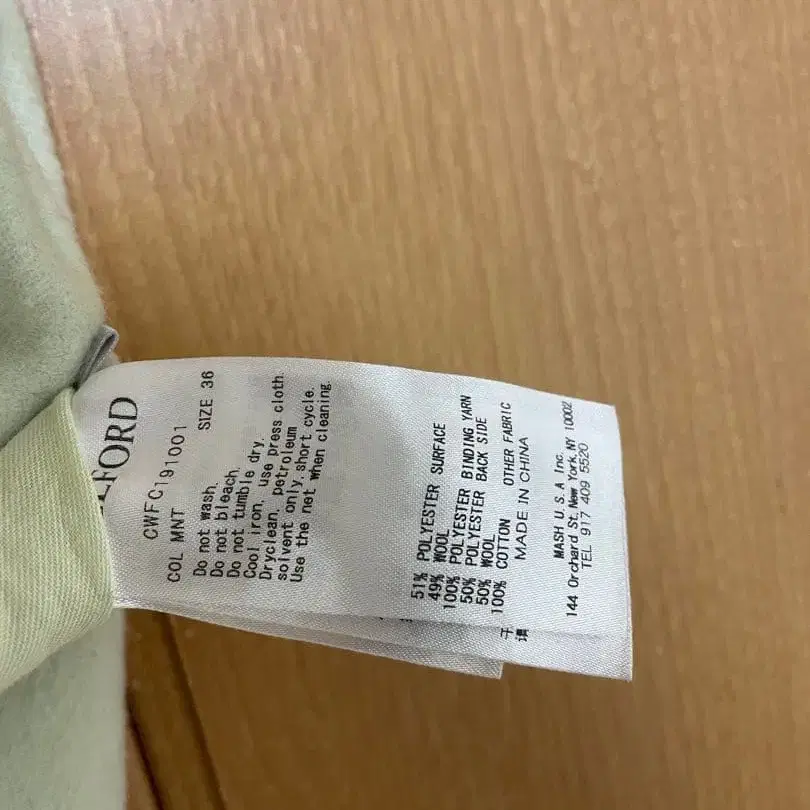 LFORD
CWFC191001
COL MNT SIZE 36
Do not wash.
Do not bleach.
Do not tumble dry.
Cool iron, use press cloth.
Dryclean, petroleum
solvent only.short cycle.
Use the net when cleaning.
51% POLYESTER SURFACE
49% WOOL
100% POLYESTER BINDING YARN
50% POLYESTER BACK SIDE
50% WOOL
100% COTTON OTHER FABRIC
MADE IN CHINA
MASH U.S.A Inc.
144 Orchard St. New York, NY 10002
TEL 917 409 5520
干
请